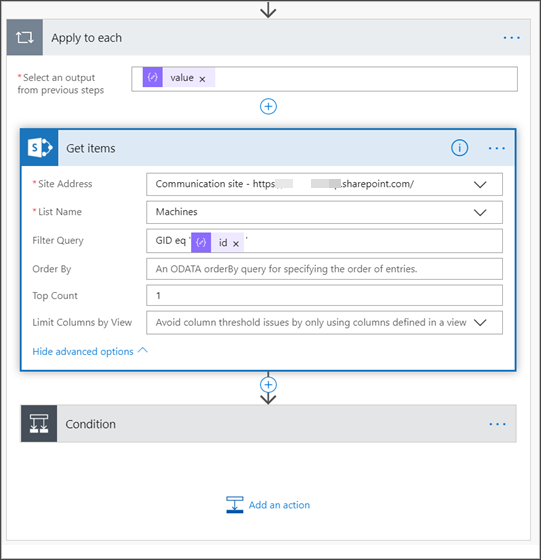 Apply to each
*Select an output
from previous steps
value x
S
Get items
*Site Address
Communication site - https .sharepoint.com/
*List Name
Machines
Filter Query
GID eq ' id x '
Order By
An ODATA orderBy query for specifying the order of entries.
Top Count
1
Limit Columns by View
Avoid column threshold issues by only using columns defined in a view
Hide advanced options
Condition
Add an action